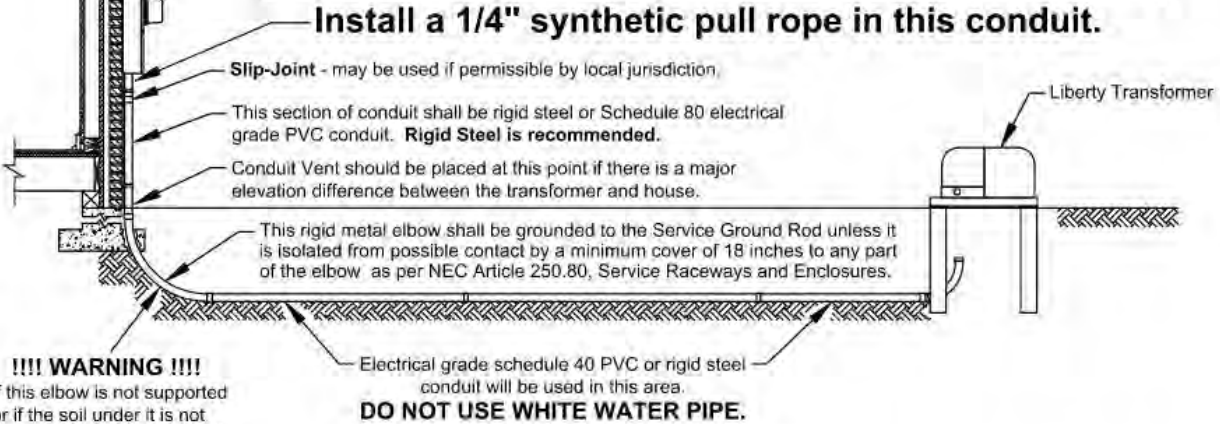 Install a 1/4" synthetic pull rope in this conduit.
Slip-Joint - may be used if permissible by local jurisdiction.
Liberty Transformer
This section of conduit shall be rigid steel or Schedule 80 electrical
grade PVC conduit. Rigid Steel is recommended.
Conduit Vent should be placed at this point if there is a major
elevation difference between the transformer and house.
This rigid metal elbow shall be grounded to the Service Ground Rod unless it
is isolated from possible contact by a minimum cover of 18 inches to any part
of the elbow as per NEC Article 250.80, Service Raceways and Enclosures.
!!!! WARNING !!!!
this elbow is not supported
if the soil under it is not
Electrical grade schedule 40 PVC or rigid steel
conduit will be used in this area.
DO NOT USE WHITE WATER PIPE.